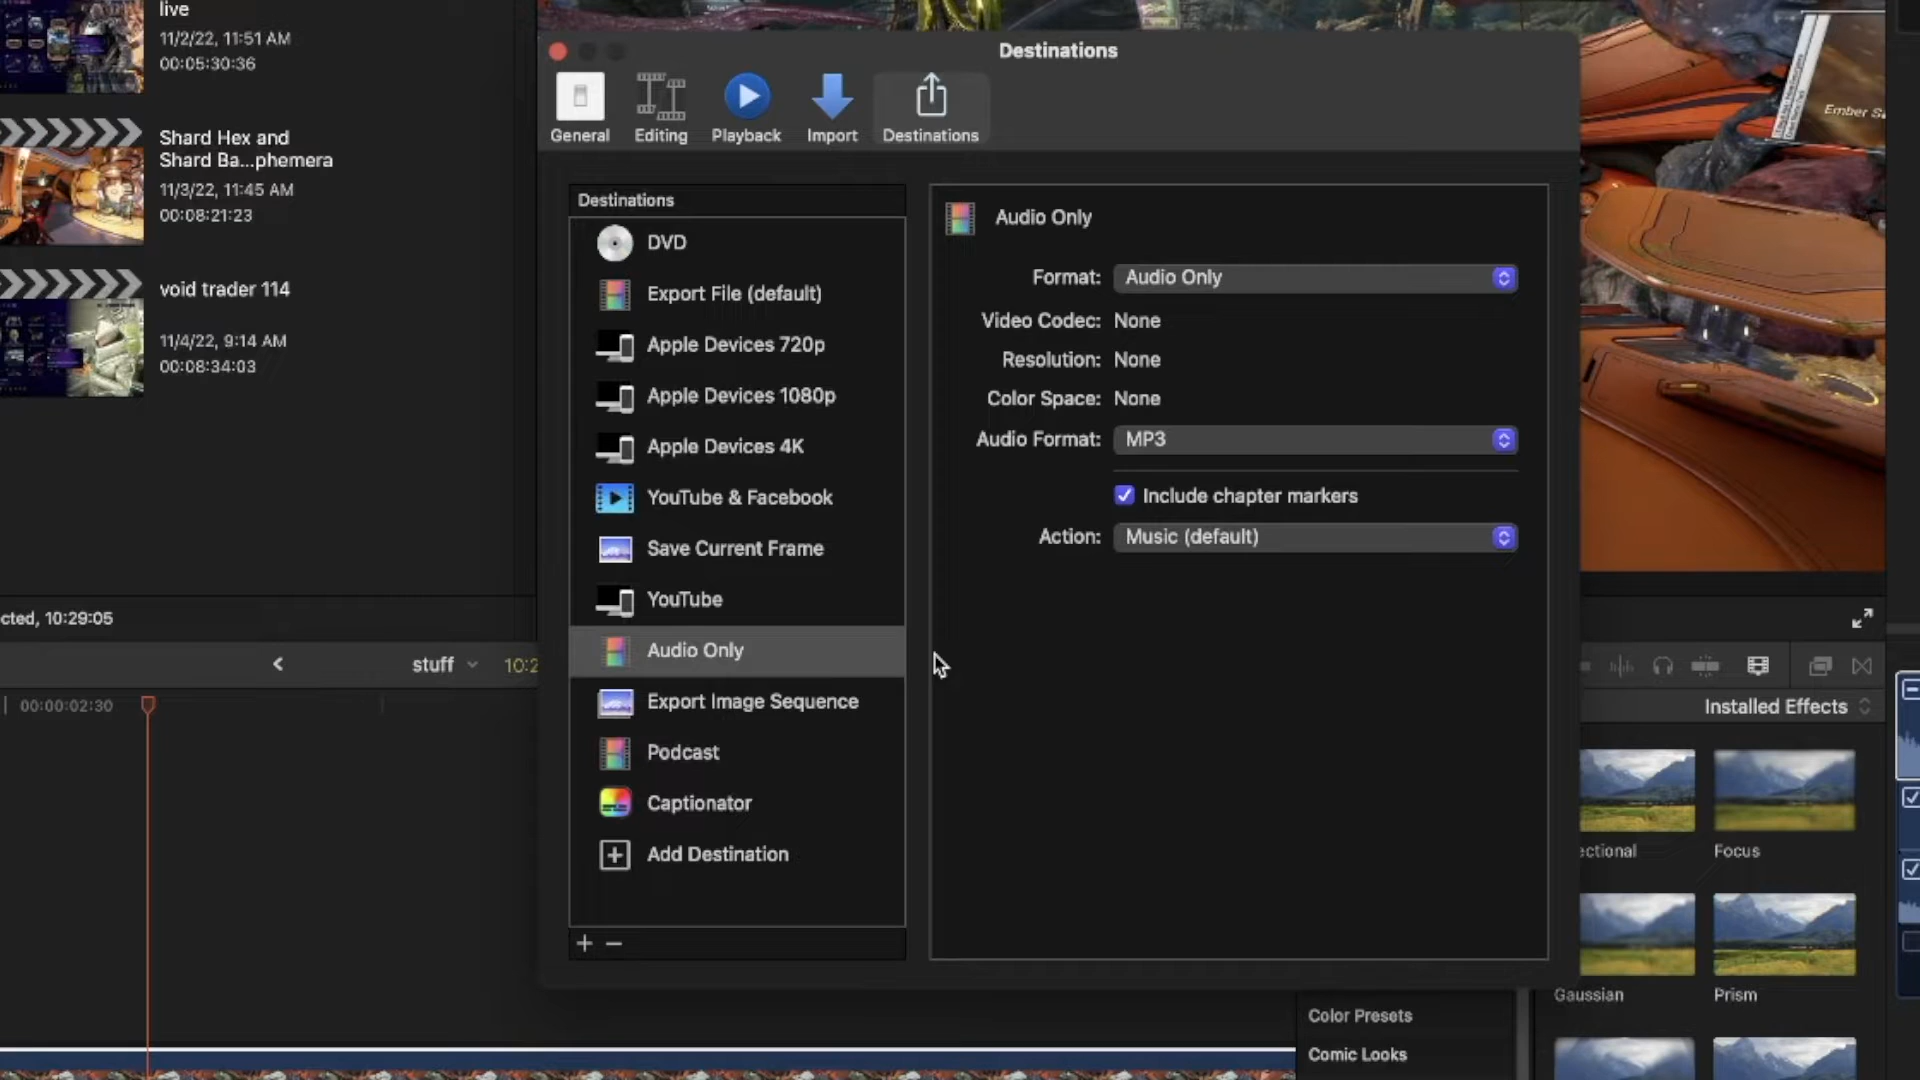 live
11/2/22, 11:51 AM
00:05:30:36
Shard Hex and
Shard Ba...phemera
11/3/22, 11:45 AM
00:08:21:23
void trader 114
11/4/22, 9:14 AM
00:08:34:03
cted, 10:29:05
stuff
10:2
00:00:02:30
Destinations
General
Editing
Playback
Import
Destinations
Destinations
DVD
Export File (default)
Apple Devices 720p
Apple Devices 1080p
Apple Devices 4K
YouTube & Facebook
Save Current Frame
YouTube
Audio Only
Export Image Sequence
Podcast
Captionator
Add Destination
Audio Only
Format: Audio Only
Video Codec: None
Resolution: None
Color Space: None
Audio Format: MP3
Include chapter markers
Action: Music (default)
Ember
Installed Effects
ectional
Focus
Gaussian
Prism
Color Presets
Comic Looks